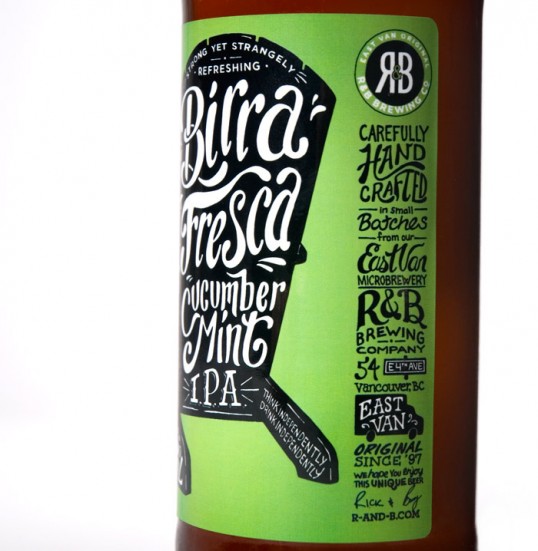 STRONG YET STRANGELY
REFRESHING
Birra
Fresca
Cucumber
Mint
I.P.A
THINK INDEPENDENTLY
DRINK INDEPENDENTLY
EAST VAN ORIGINAL
R&B
R&B BREWING CO
CAREFULLY
HAND
CRAFTED
in small
Batches
from our
East Van
MICROBREWERY
R&B
BREWING
COMPANY
54 E 4TH AVE
Vancouver, BC
EAST
VAN
ORIGINAL
SINCE '97
we hope you enjoy
THIS UNIQUE BEER
Rick &
R-AND-B.COM